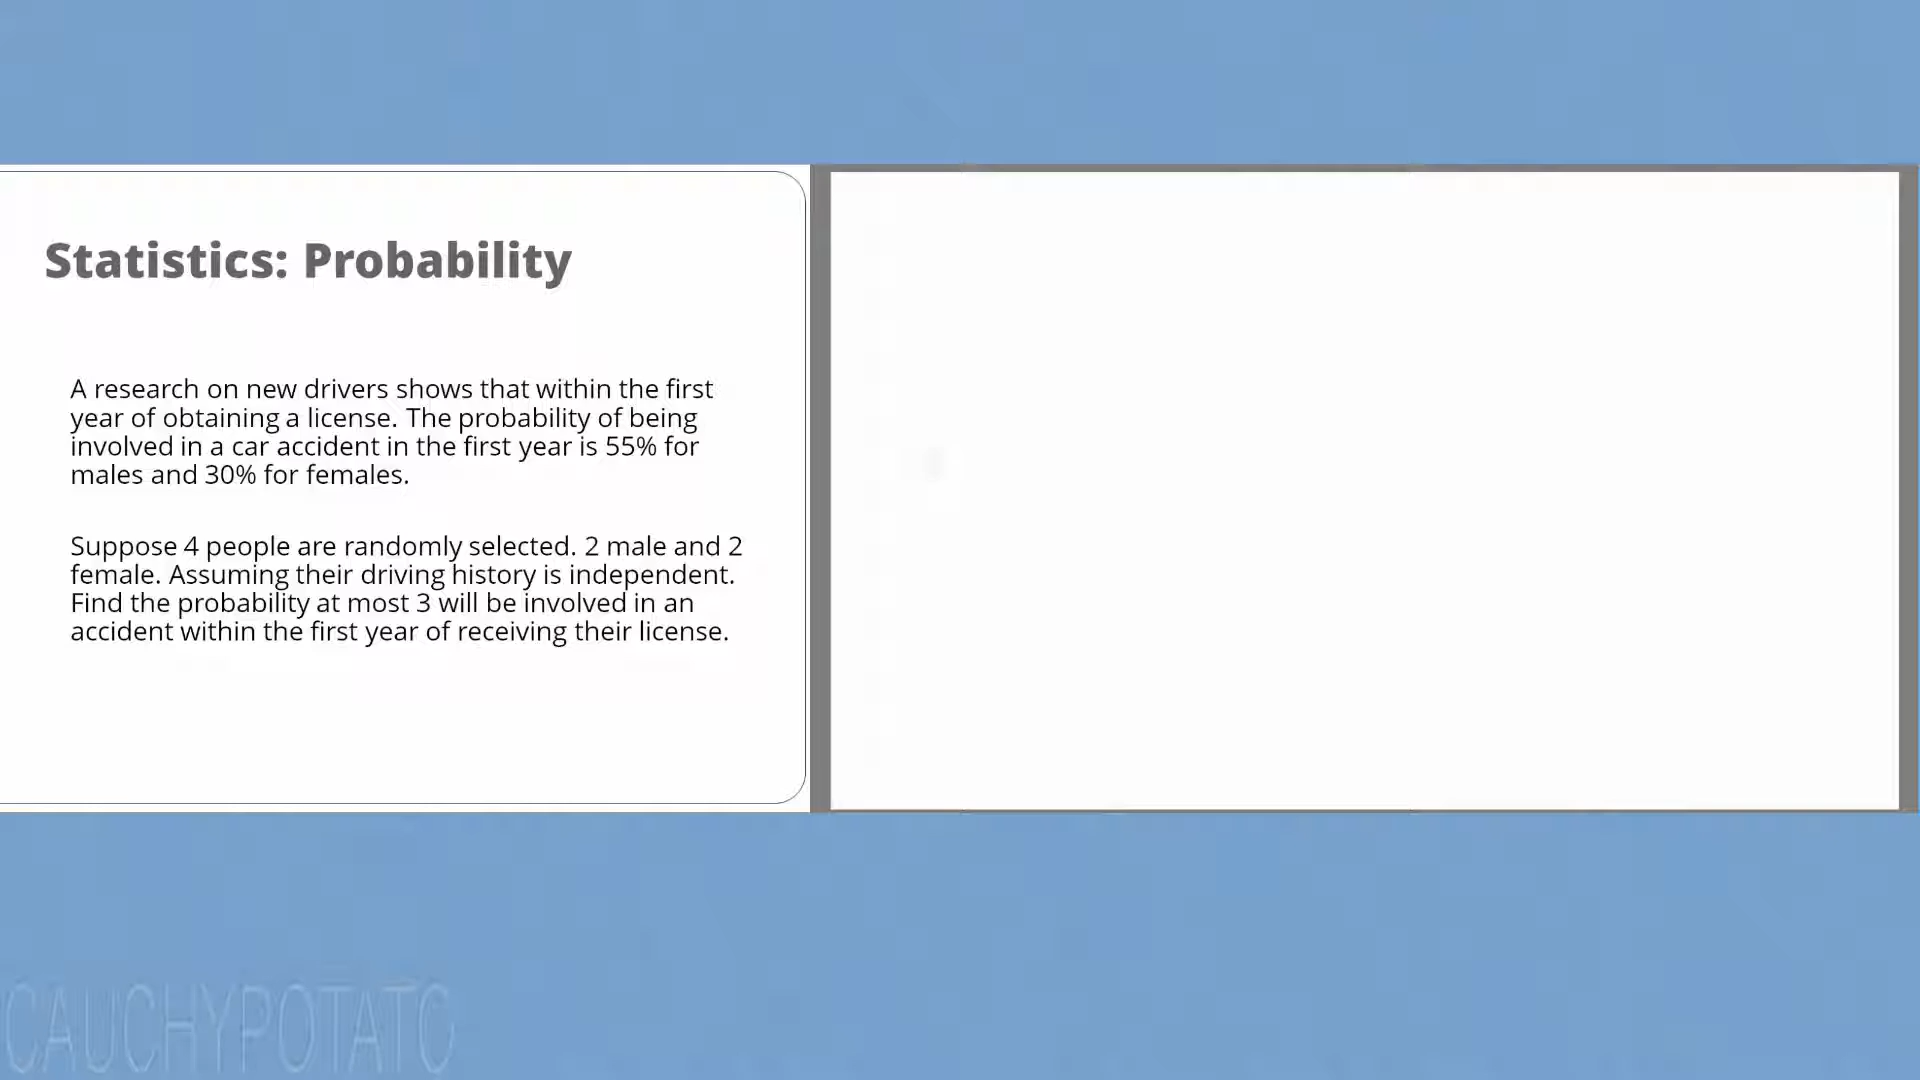 Statistics: Probability
A research on new drivers shows that within the first
year of obtaining a license. The probability of being
involved in a car accident in the first year is 55% for
males and 30% for females.
Suppose 4 people are randomly selected. 2 male and 2
female. Assuming their driving history is independent.
Find the probability at most 3 will be involved in an
accident within the first year of receiving their license.
CAUCHYPOTATO